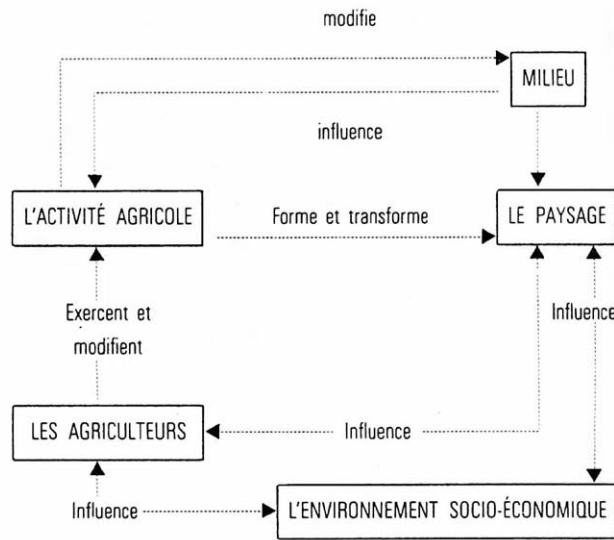 modifie
MILIEU
influence
L'ACTIVITÉ AGRICOLE
Forme et transforme
LE PAYSAGE
Exercent et
modifient
Influence
LES AGRICULTEURS
Influence
Influence
L'ENVIRONNEMENT SOCIO-ÉCONOMIQUE